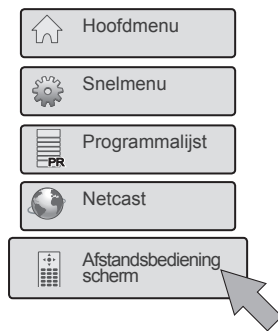 Hoofdmenu
Snelmenu
Programmalijst
PR
Netcast
Afstandsbediening
scherm